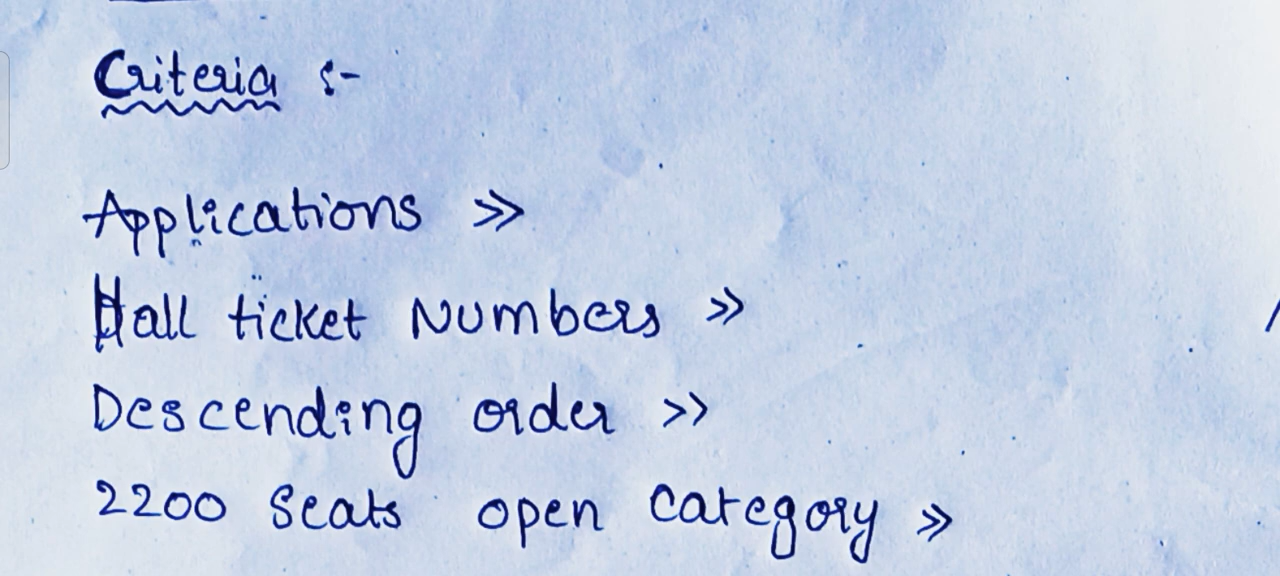 Criteria :-
Applications >>
Hall ticket Numbers >>
Descending order >>
2200 Seats open Category >>